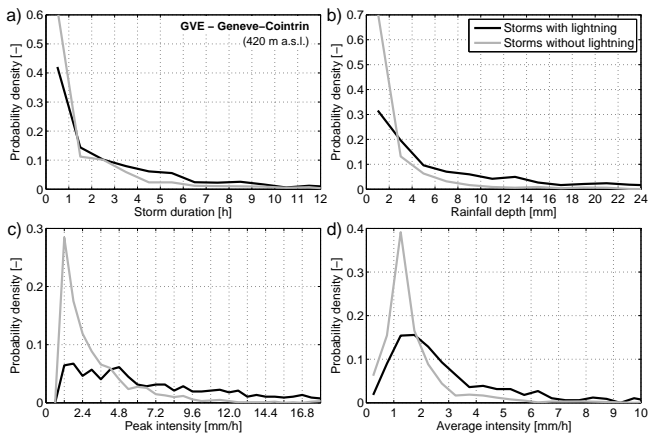 a)
GVE – Geneve–Cointrin
(420 m a.s.l.)
Probability density [–]
0.6
0.5
0.4
0.3
0.2
0.1
0
0 1 2 3 4 5 6 7 8 9 10 11 12
Storm duration [h]
b)
Storms with lightning
Storms without lightning
Probability density [–]
0.7
0.6
0.5
0.4
0.3
0.2
0.1
0
0 2 4 6 8 10 12 14 16 18 20 22 24
Rainfall depth [mm]
c)
Probability density [–]
0.3
0.2
0.1
0
0 2.4 4.8 7.2 9.6 12.0 14.4 16.8
Peak intensity [mm/h]
d)
Probability density [–]
0.4
0.3
0.2
0.1
0
0 1 2 3 4 5 6 7 8 9 10
Average intensity [mm/h]